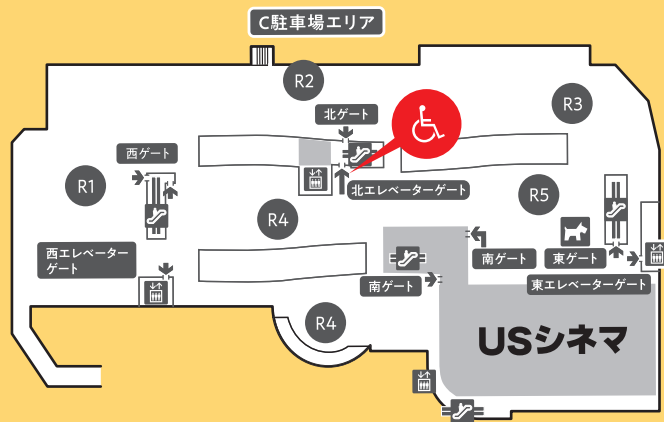 C駐車場エリア
R2
R3
北ゲート
西ゲート
R1
北エレベーターゲート
R5
R4
西エレベーター
ゲート
南ゲート
東ゲート
南ゲート
東エレベーターゲート
R4
USシネマ